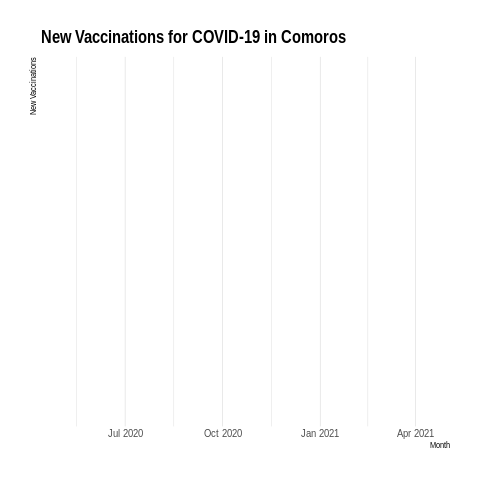 New Vaccinations for COVID-19 in Comoros
New Vaccinations
Jul 2020
Oct 2020
Jan 2021
Apr 2021
Month